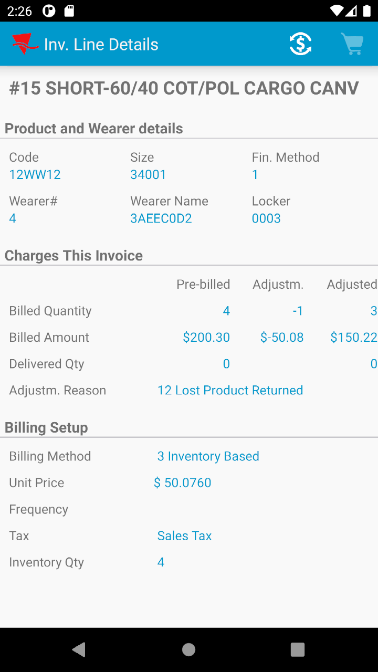 2:26
Inv. Line Details
#15 SHORT-60/40 COT/POL CARGO CANV
Product and Wearer details
Code Size Fin. Method
12WW12 34001 1
Wearer# Wearer Name Locker
4 3AEEC0D2 0003
Charges This Invoice
Pre-billed Adjustm. Adjusted
Billed Quantity 4 -1 3
Billed Amount $200.30 $-50.08 $150.22
Delivered Qty 0 0
Adjustm. Reason 12 Lost Product Returned
Billing Setup
Billing Method 3 Inventory Based
Unit Price $ 50.0760
Frequency
Tax Sales Tax
Inventory Qty 4